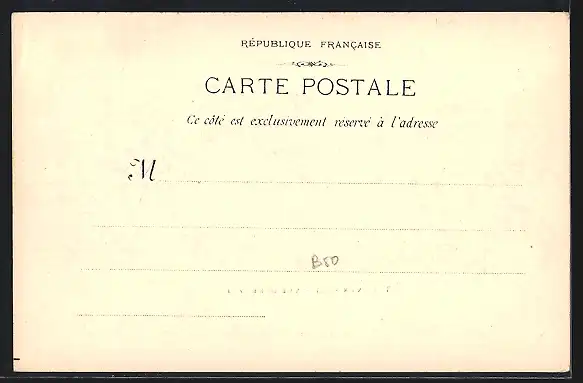 RÉPUBLIQUE FRANÇAISE
CARTE POSTALE
Ce côté est exclusivement réservé à l'adresse
M
B50